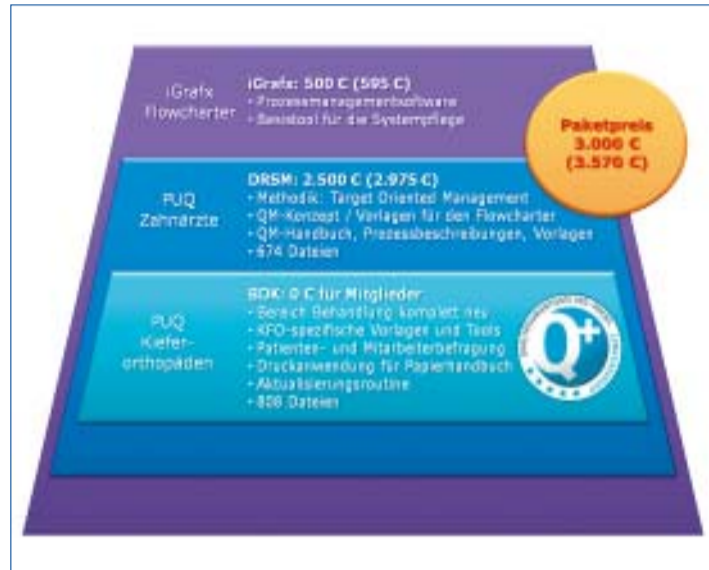 iGrafx
Flowcharter
iGrafx: 500 € (595 €)
• Prozessmanagementsoftware
• Basistool für die Systempflege
Paketpreis
3.000 €
(3.570 €)
PUQ
Zahnärzte
DRSM: 2.500 € (2.975 €)
• Methodik: Target Oriented Management
• QM-Konzept / Vorlagen für den Flowcharter
• QM-Handbuch, Prozessbeschreibungen, Vorlagen
• 674 Dateien
PUQ
Kiefer-
orthopäden
BDK: 0 € für Mitglieder
• Bereich Behandlung komplett neu
• KFO-spezifische Vorlagen und Tools
• Patienten- und Mitarbeiterbefragung
• Druckanwendung für Papierhandbuch
• Aktualisierungsroutine
• 808 Dateien
Q+